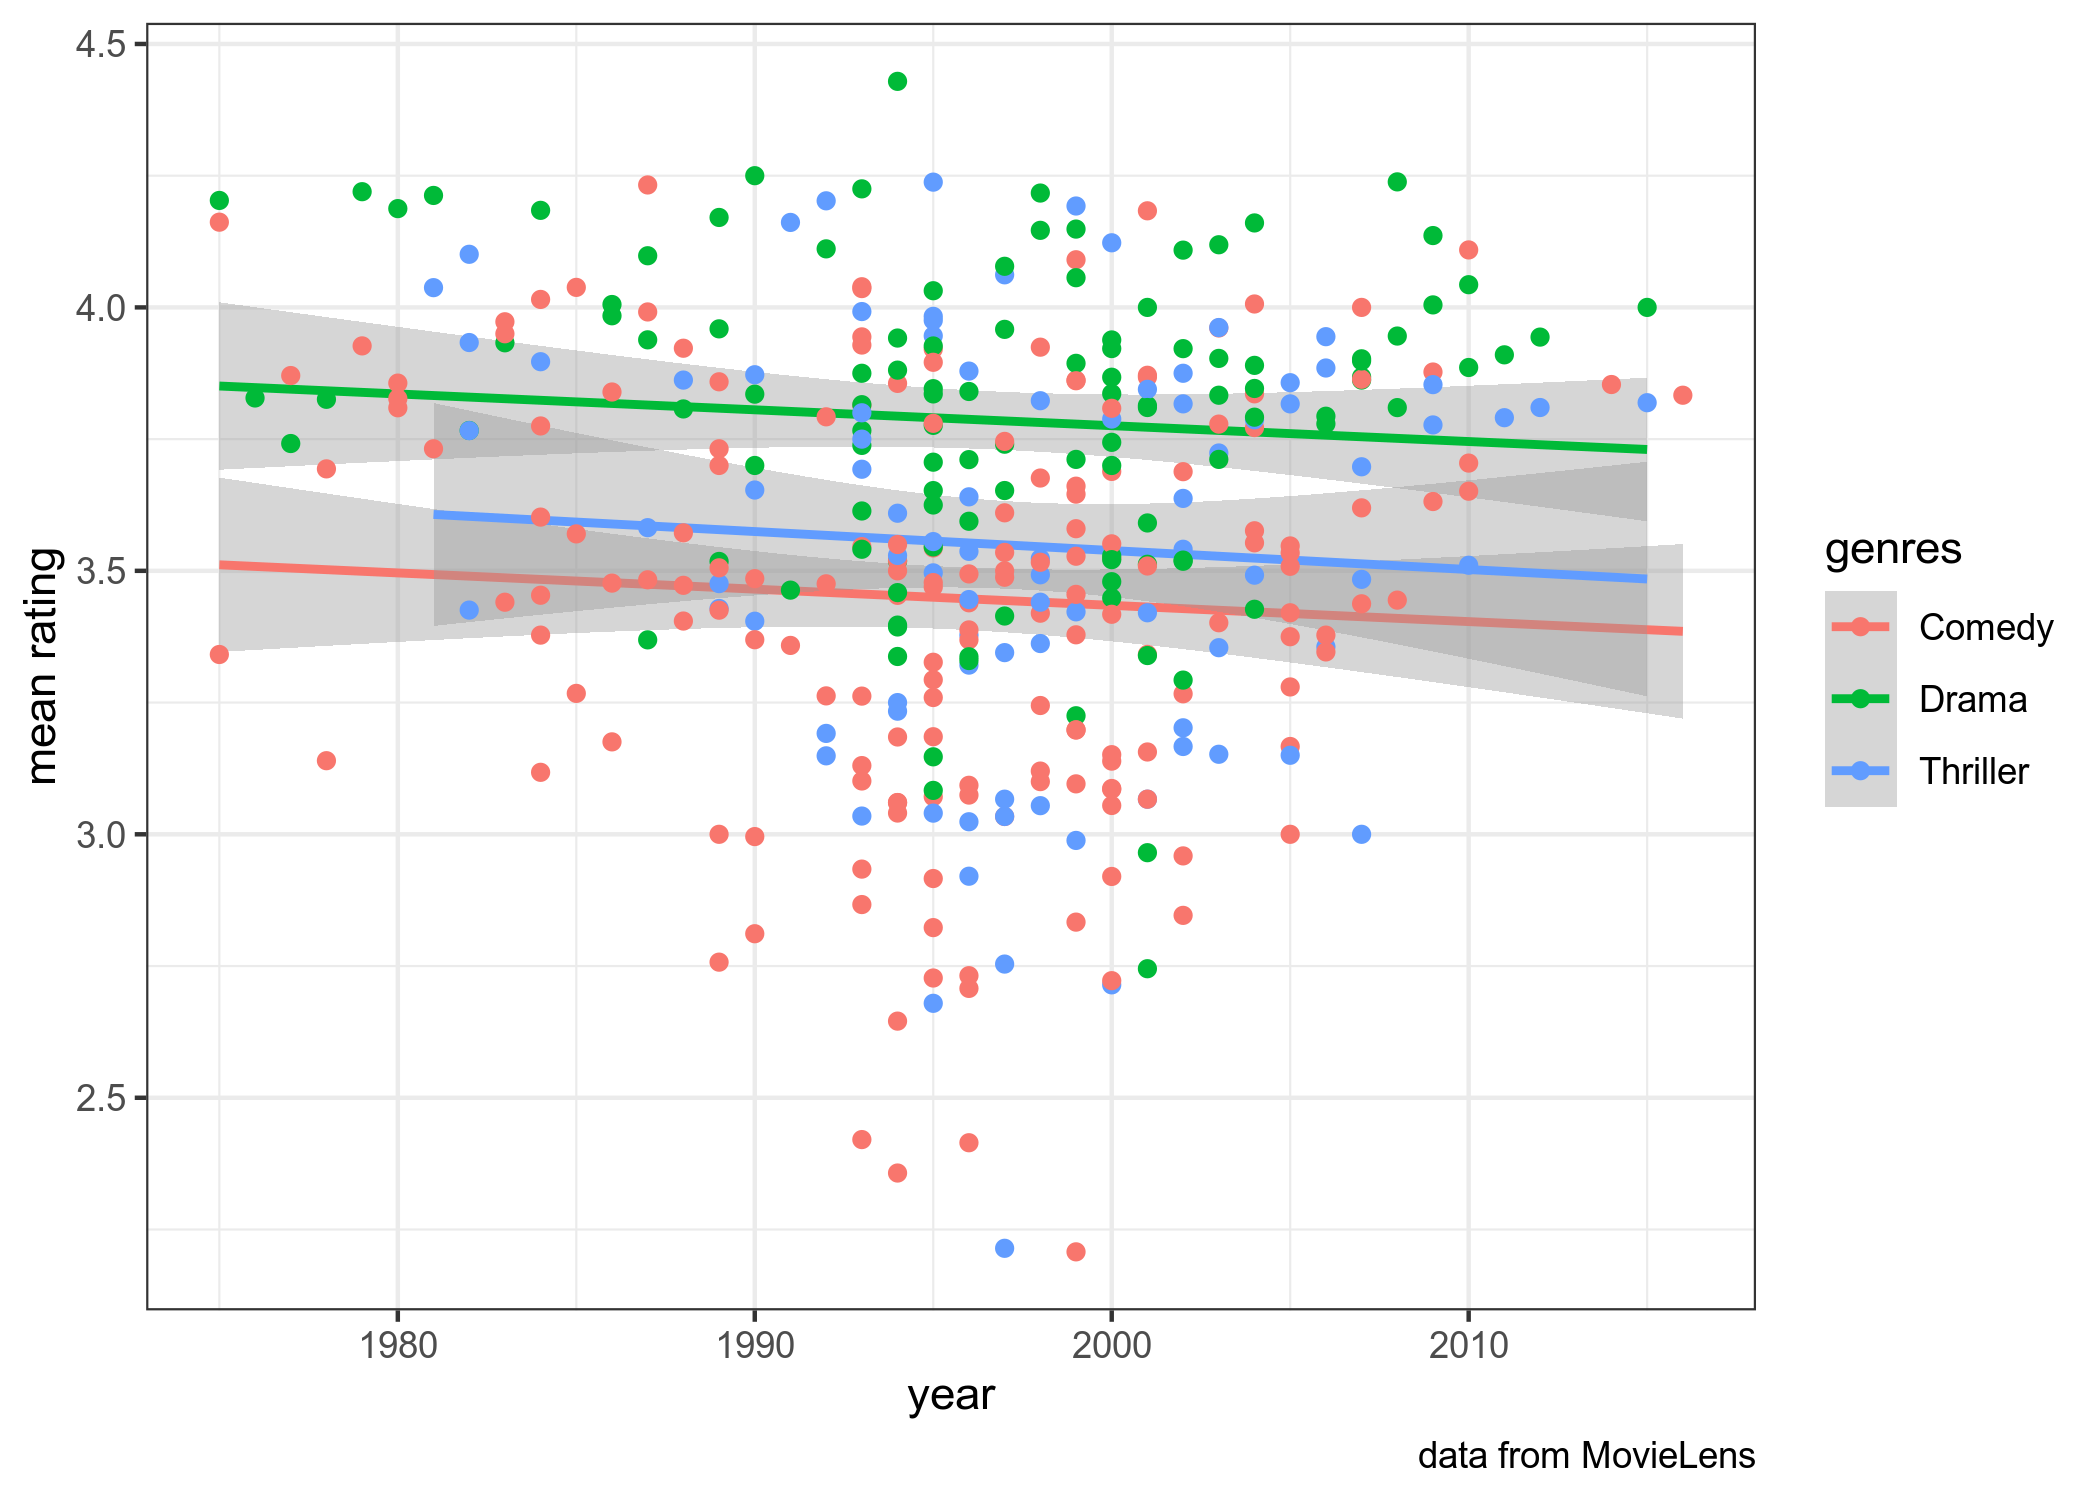 4.5
4.0
3.5
3.0
2.5
mean rating
1980
1990
2000
2010
year
genres
Comedy
Drama
Thriller
data from MovieLens